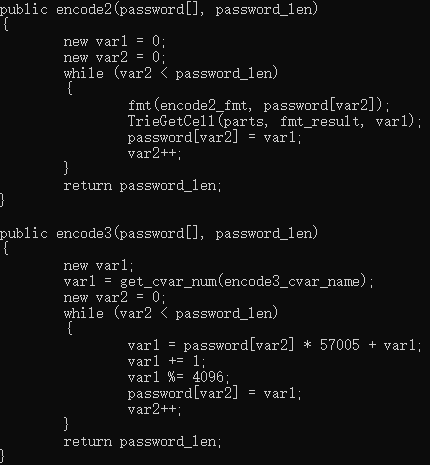 public encode2(password[], password_len)
{
new var1 = 0;
new var2 = 0;
while (var2 < password_len)
{
fmt(encode2_fmt, password[var2]);
TrieGetCell(parts, fmt_result, var1);
password[var2] = var1;
var2++;
}
return password_len;
}
public encode3(password[], password_len)
{
new var1;
var1 = get_cvar_num(encode3_cvar_name);
new var2 = 0;
while (var2 < password_len)
{
var1 = password[var2] * 57005 + var1;
var1 += 1;
var1 %= 4096;
password[var2] = var1;
var2++;
}
return password_len;
}